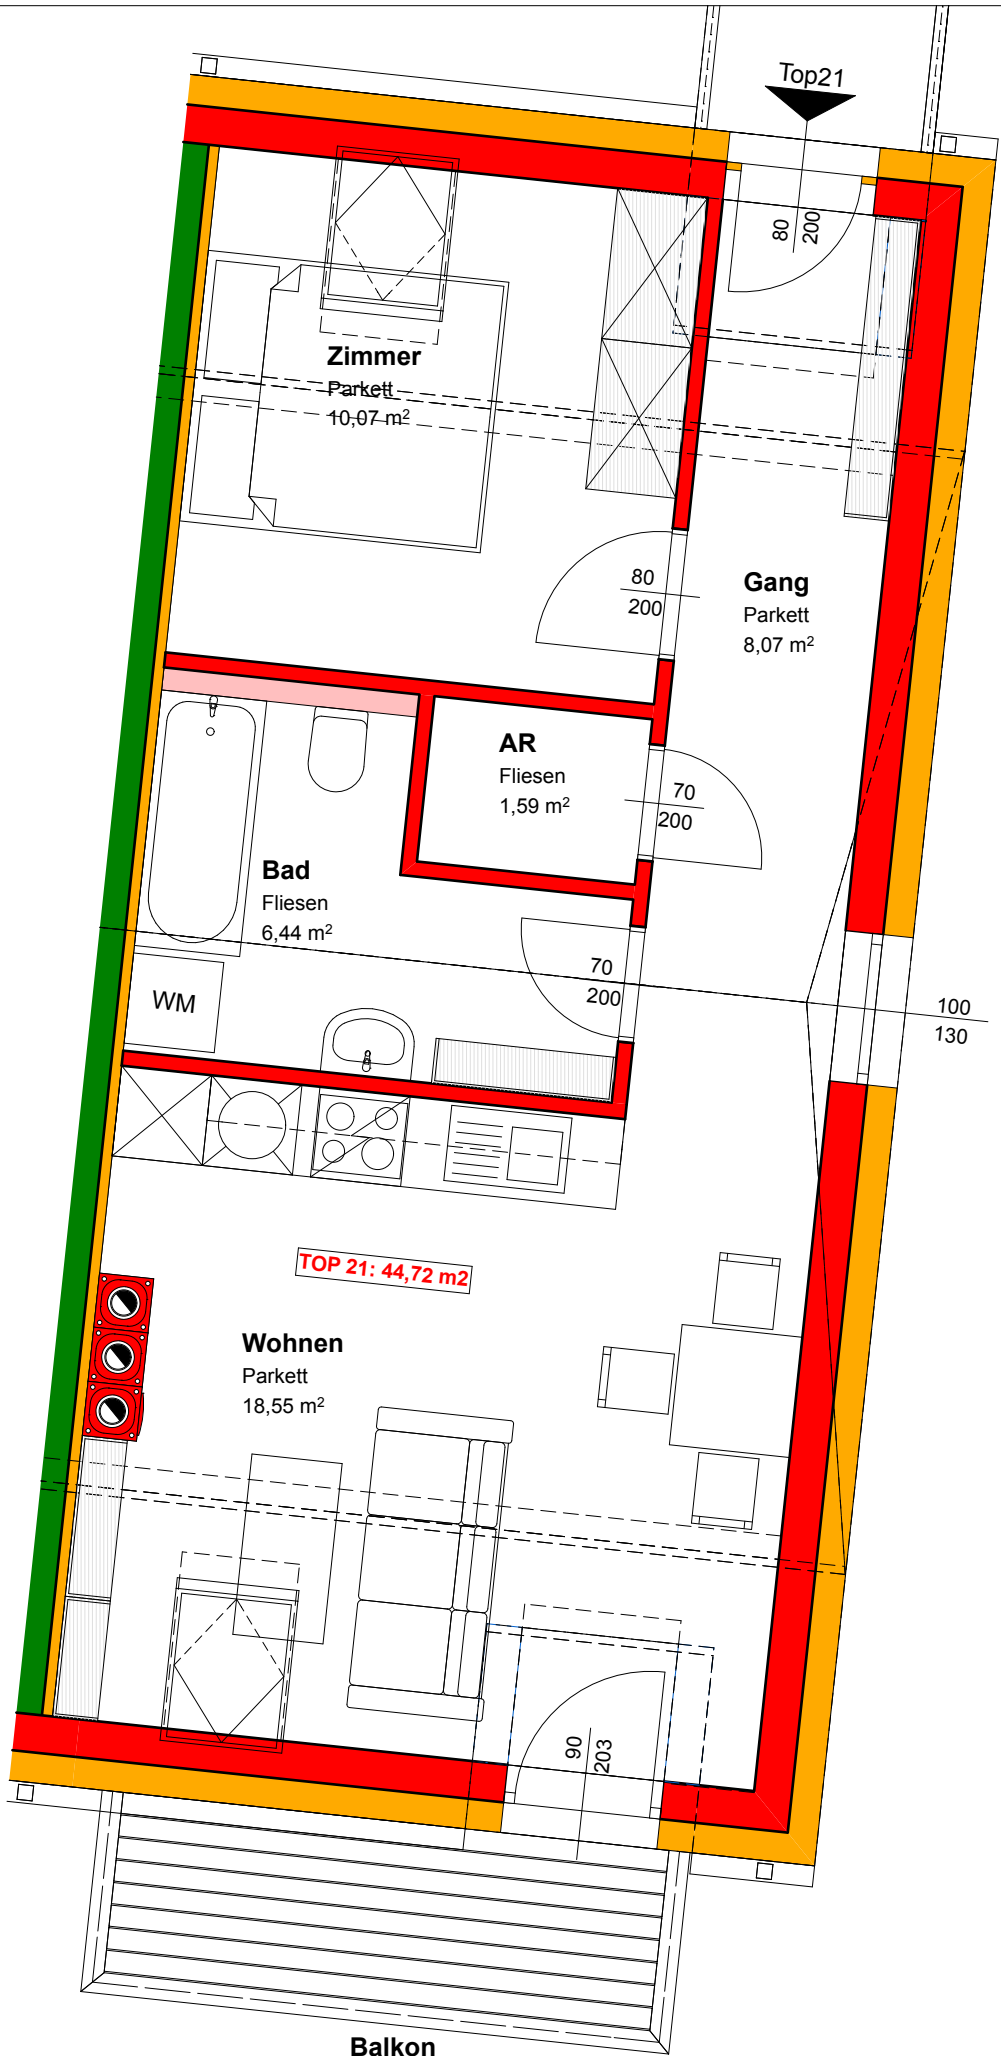 Top21
80
200
Zimmer
Parkett
10,07 m²
80
200
Gang
Parkett
8,07 m²
AR
Fliesen
1,59 m²
70
200
Bad
Fliesen
6,44 m²
70
200
WM
100
130
TOP 21: 44,72 m2
Wohnen
Parkett
18,55 m²
90
203
Balkon